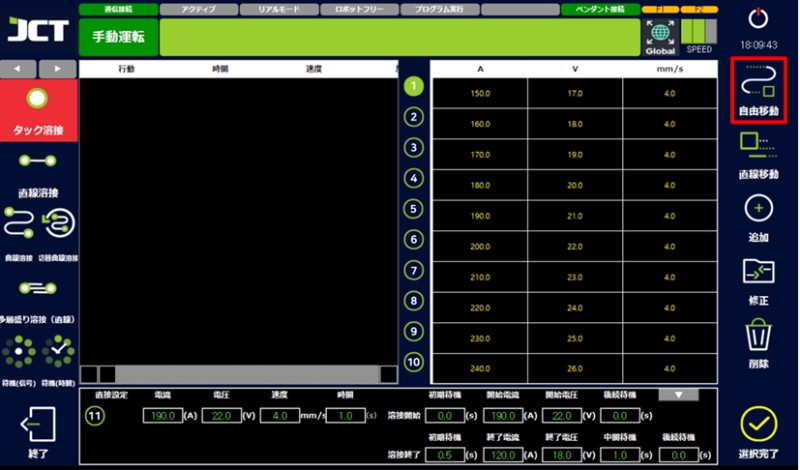 通信接続 アクティブ リアルモード ロボットフリー プログラム実行 ペンダント接続 F1 F2
JCT 手動運転 Global SPEED 18:09:43
行動 時間 速度 A V mm/s
1 150.0 17.0 4.0
2 160.0 18.0 4.0
3 170.0 19.0 4.0
4 180.0 20.0 4.0
5 190.0 21.0 4.0
6 200.0 22.0 4.0
7 210.0 23.0 4.0
8 220.0 24.0 4.0
9 230.0 25.0 4.0
10 240.0 26.0 4.0
タック溶接
直線溶接
曲線溶接 切替曲線溶接
多層盛り溶接 (直線)
待機(信号) 待機(時間)
終了
自由移動
直線移動
追加
修正
削除
選択完了
直接設定 電流 電圧 速度 時間 初期待機 開始電流 開始電圧 後続待機
11 190.0 (A) 22.0 (V) 4.0 mm/s 1.0 (s) 溶接開始 0.0 (s) 190.0 (A) 22.0 (V) 0.0 (s)
初期待機 終了電流 終了電圧 中間待機 後続待機
溶接終了 0.5 (s) 120.0 (A) 18.0 (V) 1.0 (s) 0.0 (s)